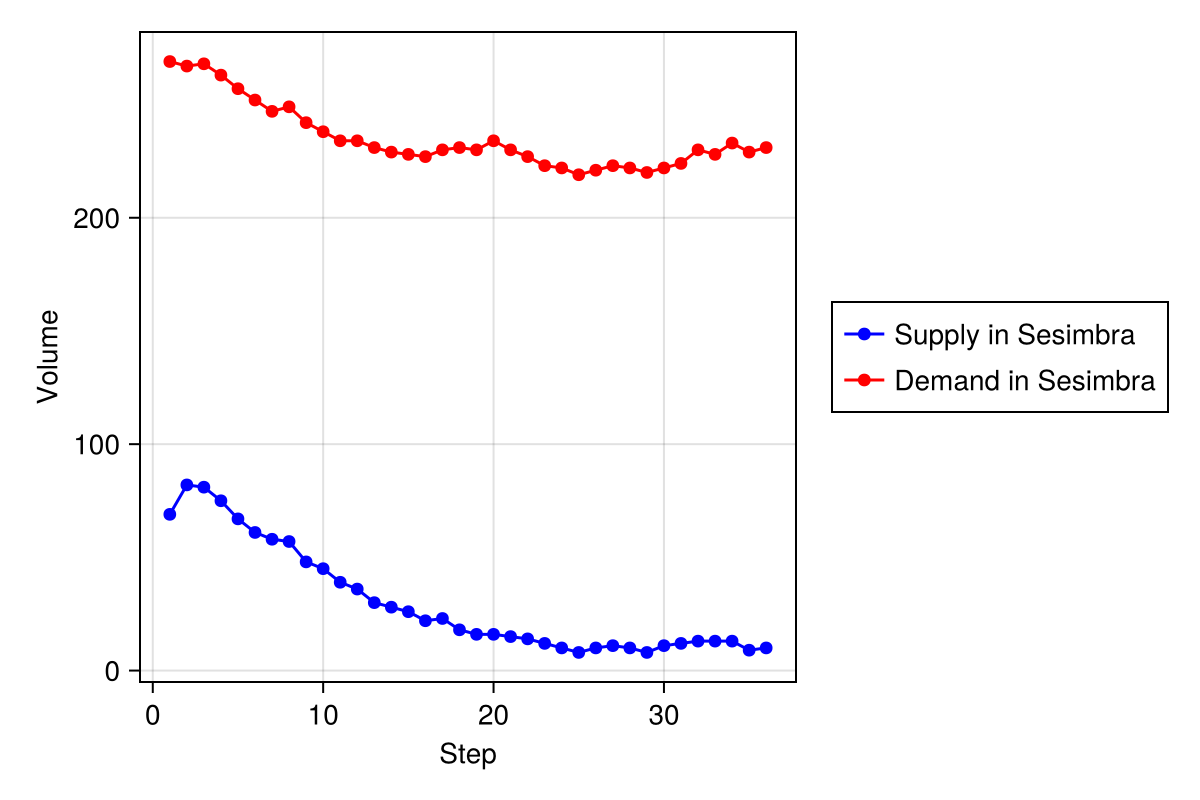 200
100
0
Volume
0 10 20 30
Step
Supply in Sesimbra
Demand in Sesimbra